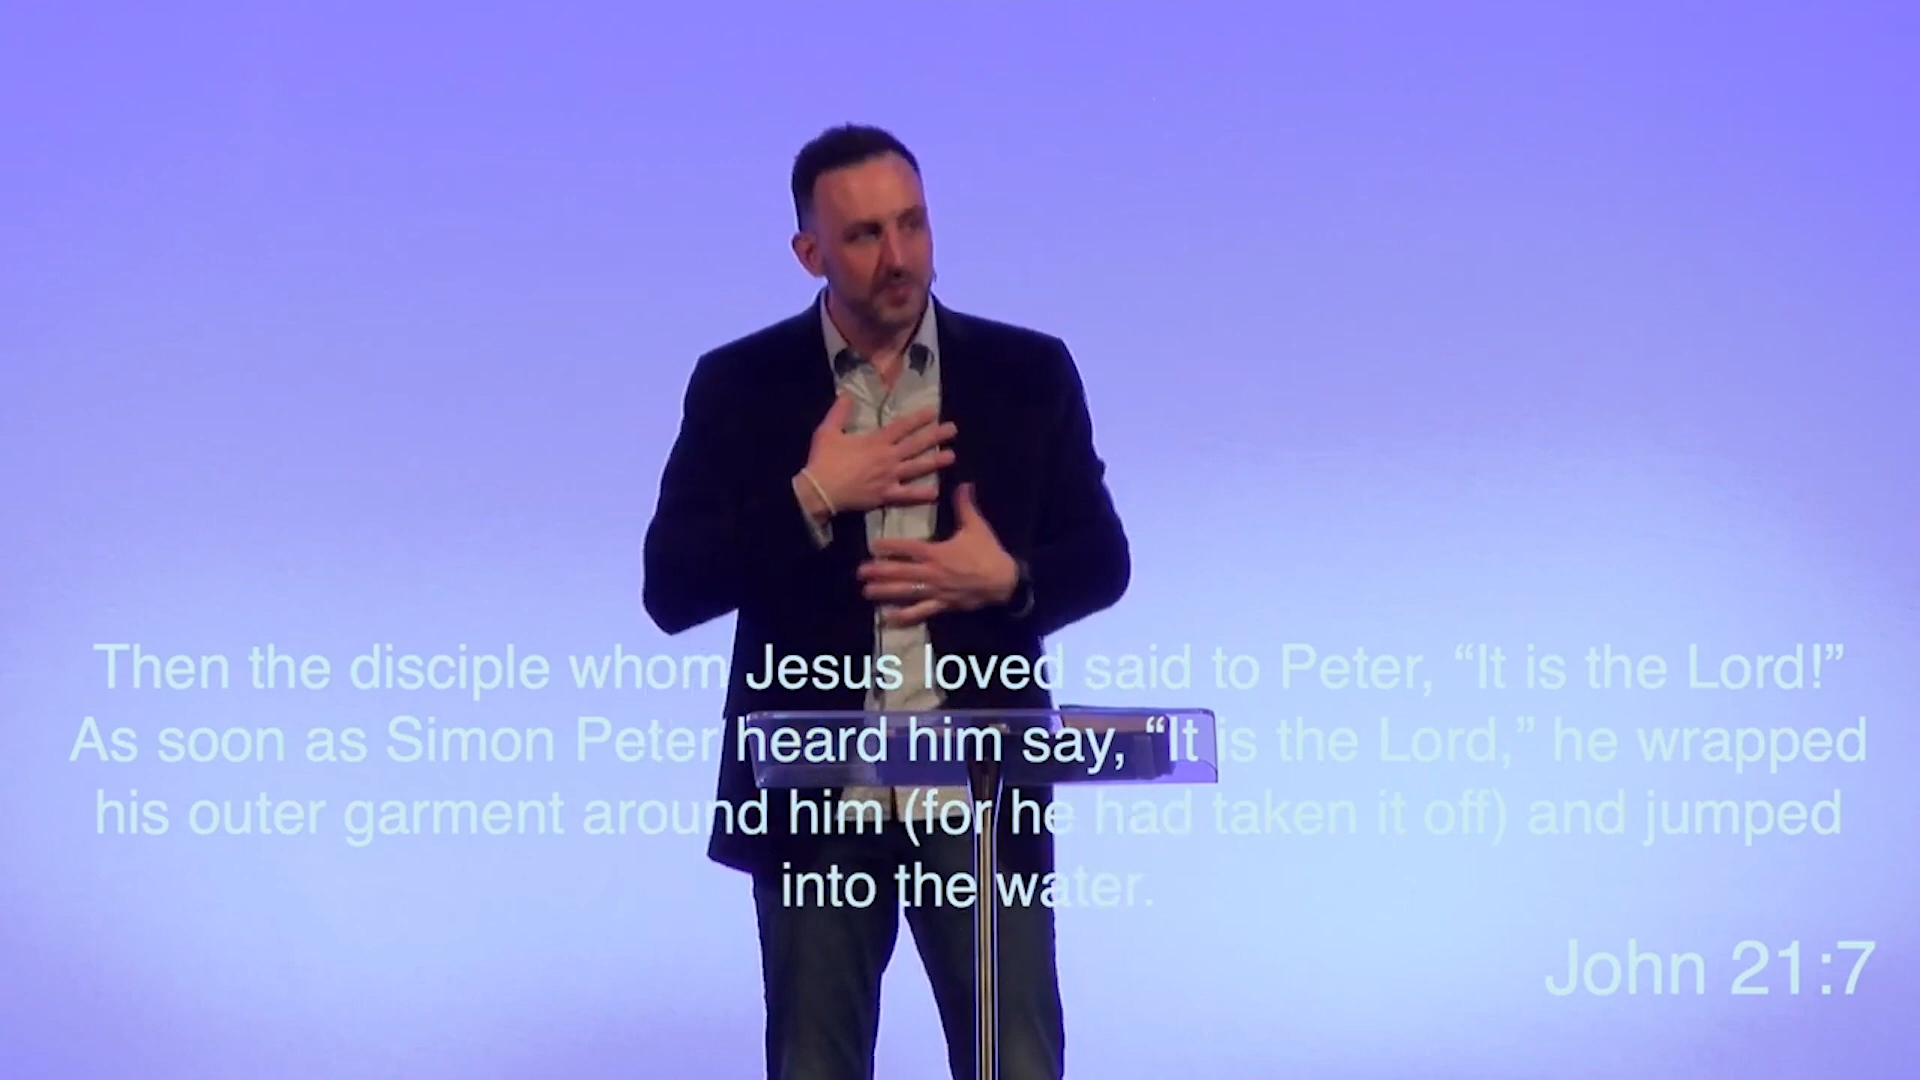 Then the disciple whom Jesus loved said to Peter, “It is the Lord!”
As soon as Simon Peter heard him say, “It is the Lord,” he wrapped
his outer garment around him (for he had taken it off) and jumped
into the water.
John 21:7